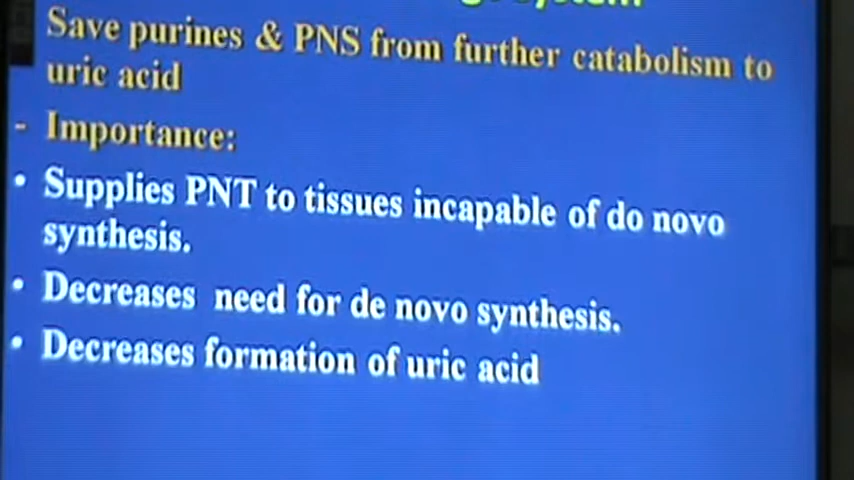 Save purines & PNS from further catabolism to
uric acid
- Importance:
• Supplies PNT to tissues incapable of do novo
synthesis.
• Decreases need for de novo synthesis.
• Decreases formation of uric acid